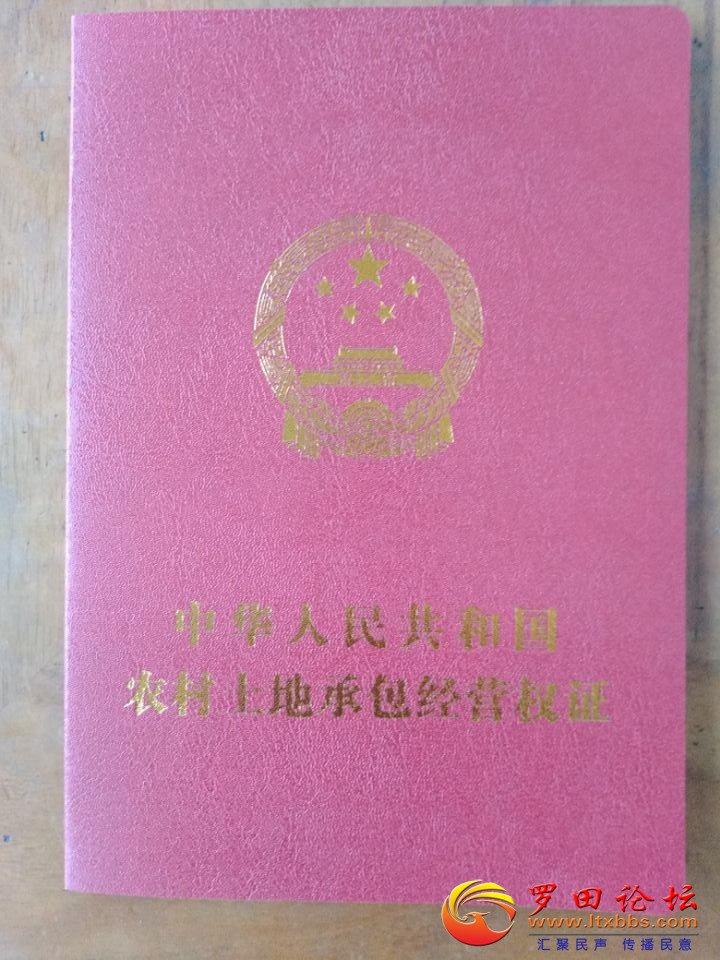 中华人民共和国
农村土地承包经营权证
罗田论坛
www.ltxbbs.com
汇聚民声 传播民意